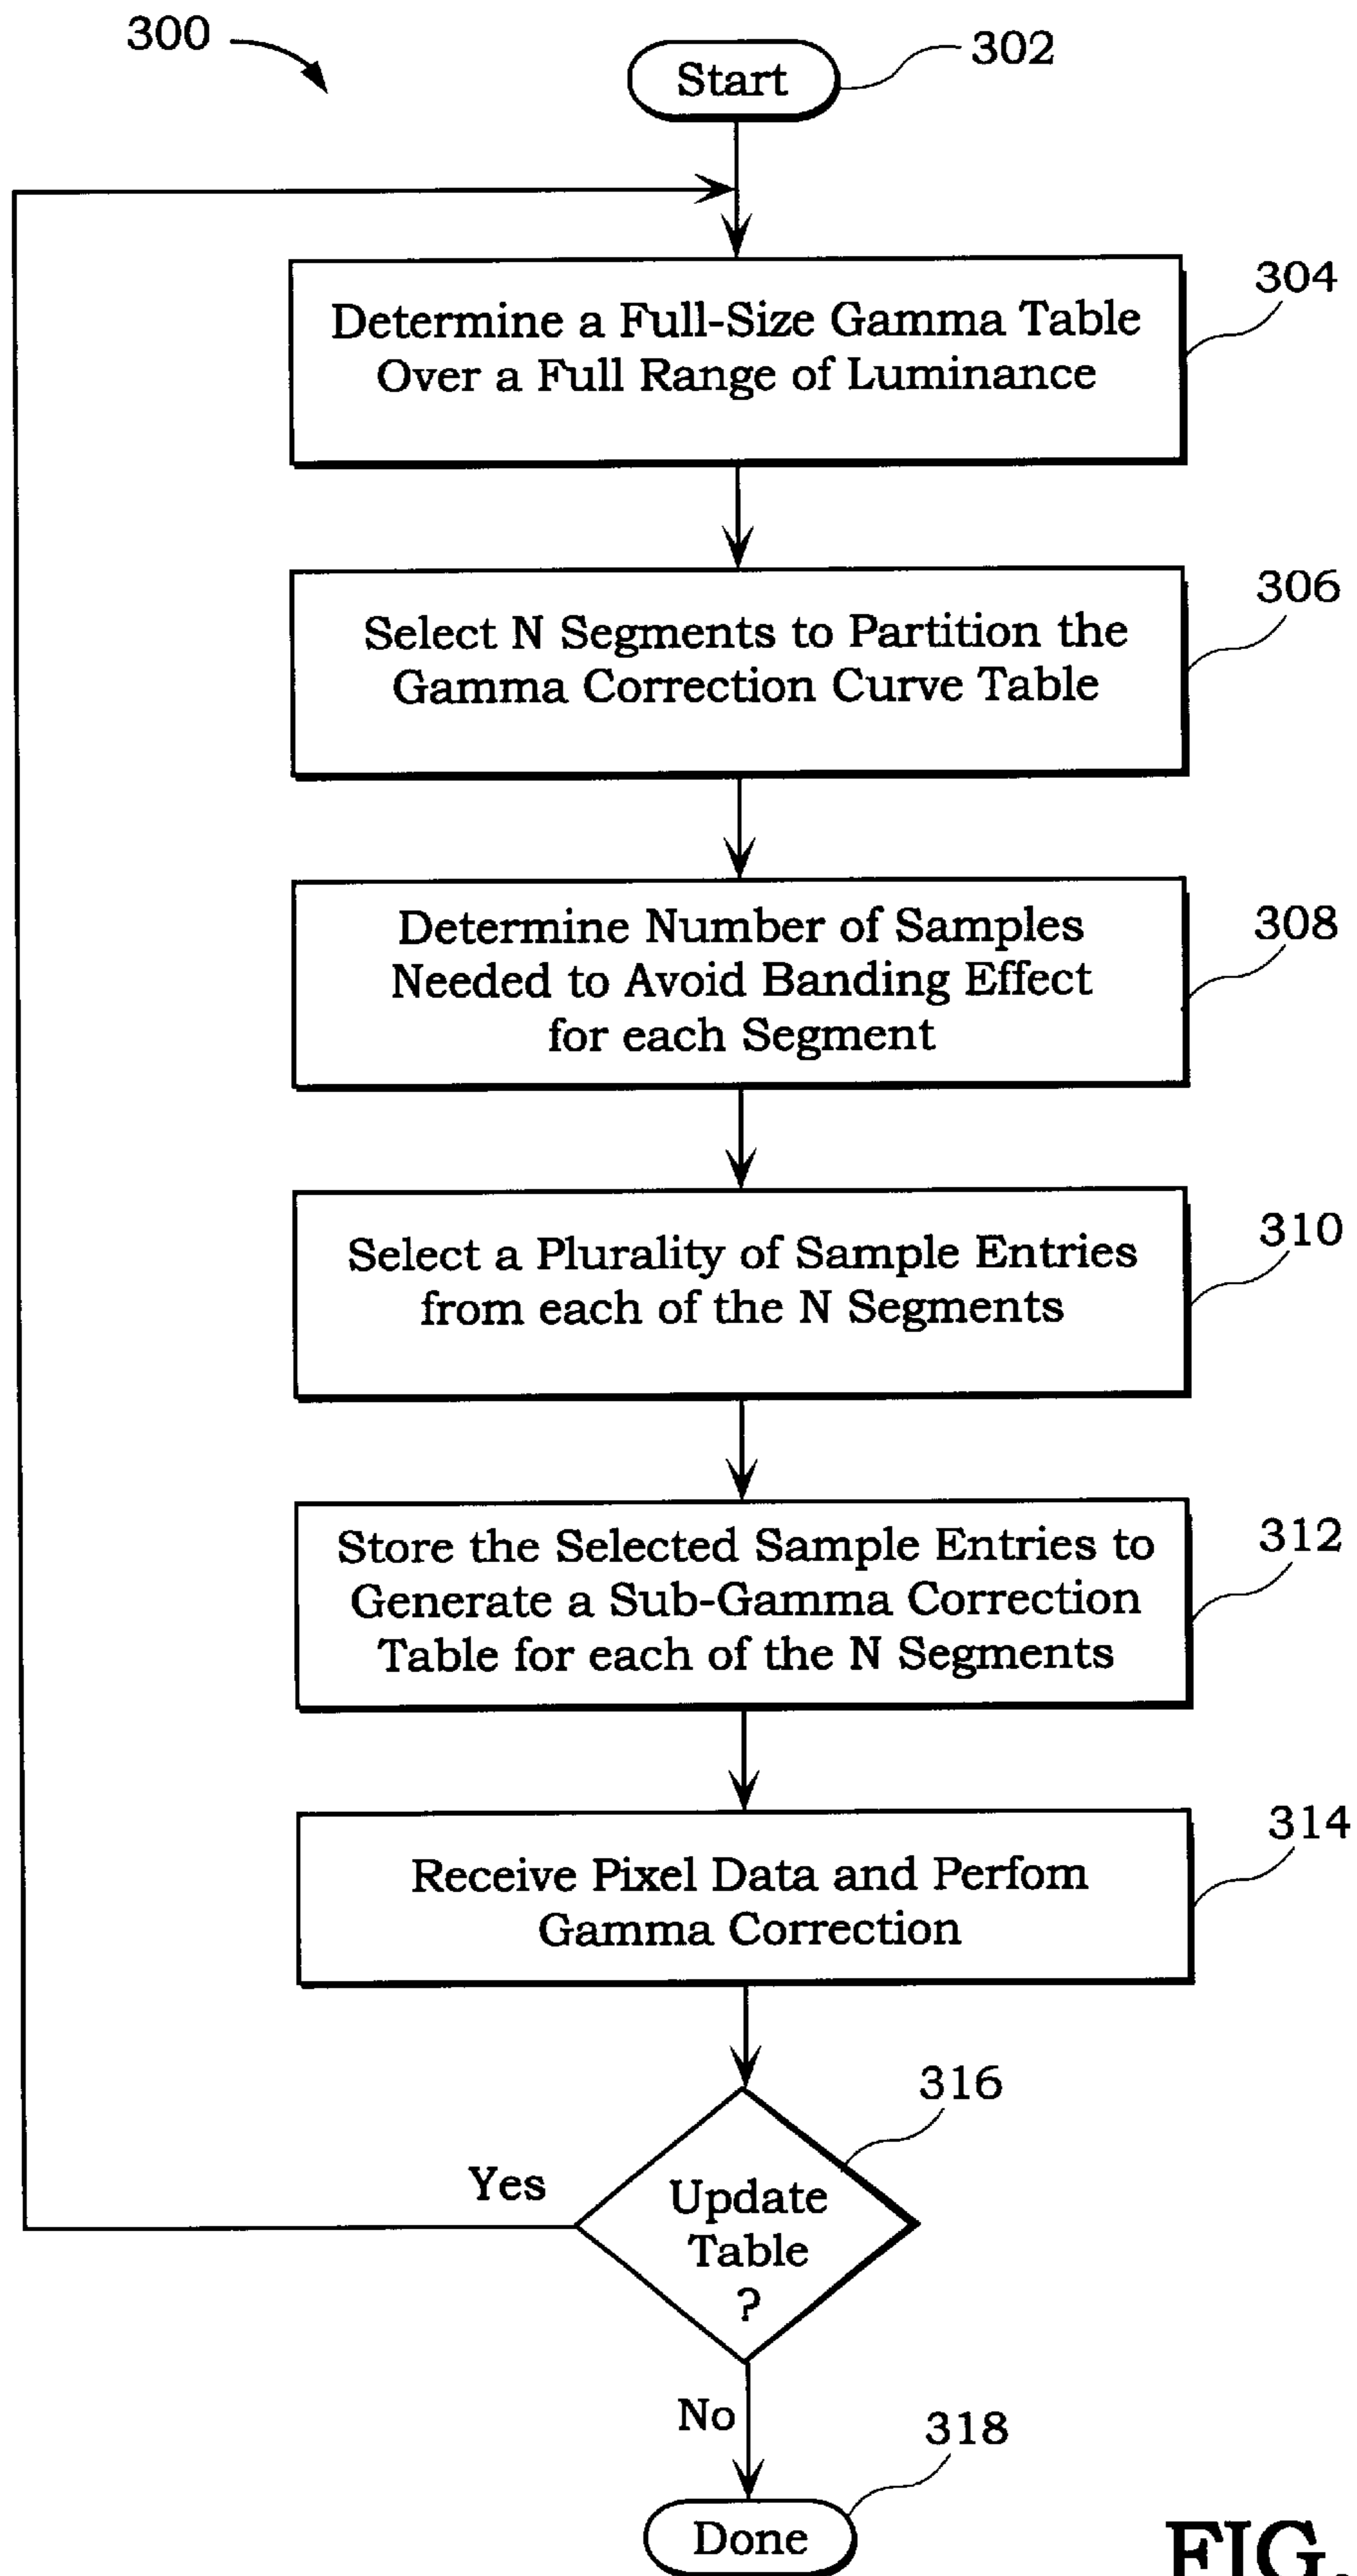 300
Start
302
Determine a Full-Size Gamma Table
Over a Full Range of Luminance
304
Select N Segments to Partition the
Gamma Correction Curve Table
306
Determine Number of Samples
Needed to Avoid Banding Effect
for each Segment
308
Select a Plurality of Sample Entries
from each of the N Segments
310
Store the Selected Sample Entries to
Generate a Sub-Gamma Correction
Table for each of the N Segments
312
Receive Pixel Data and Perfom
Gamma Correction
314
316
Yes
Update
Table
?
No
318
Done
FIG.